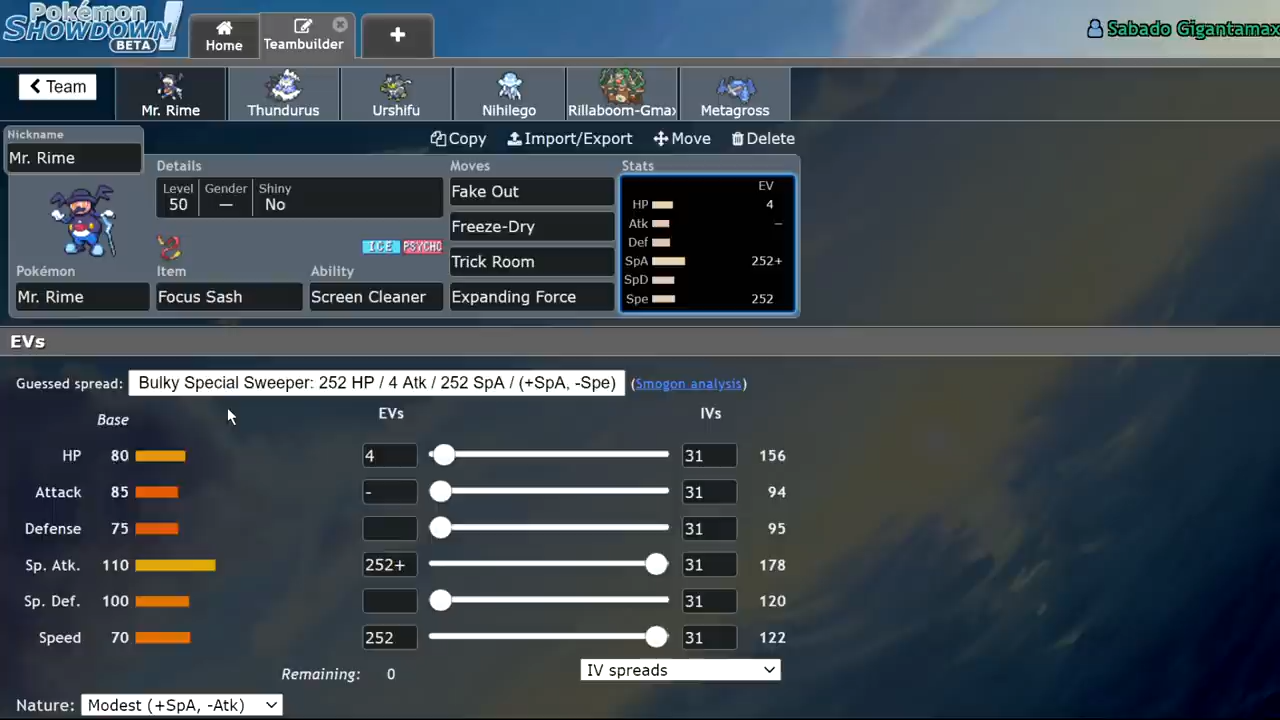 Pokémon
SHOWDOWN!
BETA
Home
Teambuilder
+
Sabado Gigantamax
Team
Mr. Rime
Thundurus
Urshifu
Nihilego
Rillaboom-Gmax
Metagross
Nickname
Mr. Rime
Copy
Import/Export
Move
Delete
Details
Moves
Stats
Level
50
Gender
—
Shiny
No
Fake Out
Freeze-Dry
Trick Room
Expanding Force
ICE PSYCHC
Pokémon
Mr. Rime
Item
Focus Sash
Ability
Screen Cleaner
EV
HP 4
Atk –
Def
SpA 252+
SpD
Spe 252
EVs
Guessed spread: Bulky Special Sweeper: 252 HP / 4 Atk / 252 SpA / (+SpA, -Spe) (Smogon analysis)
Base EVs IVs
HP 80 4 31 156
Attack 85 - 31 94
Defense 75 31 95
Sp. Atk. 110 252+ 31 178
Sp. Def. 100 31 120
Speed 70 252 31 122
Remaining: 0 IV spreads
Nature: Modest (+SpA, -Atk)